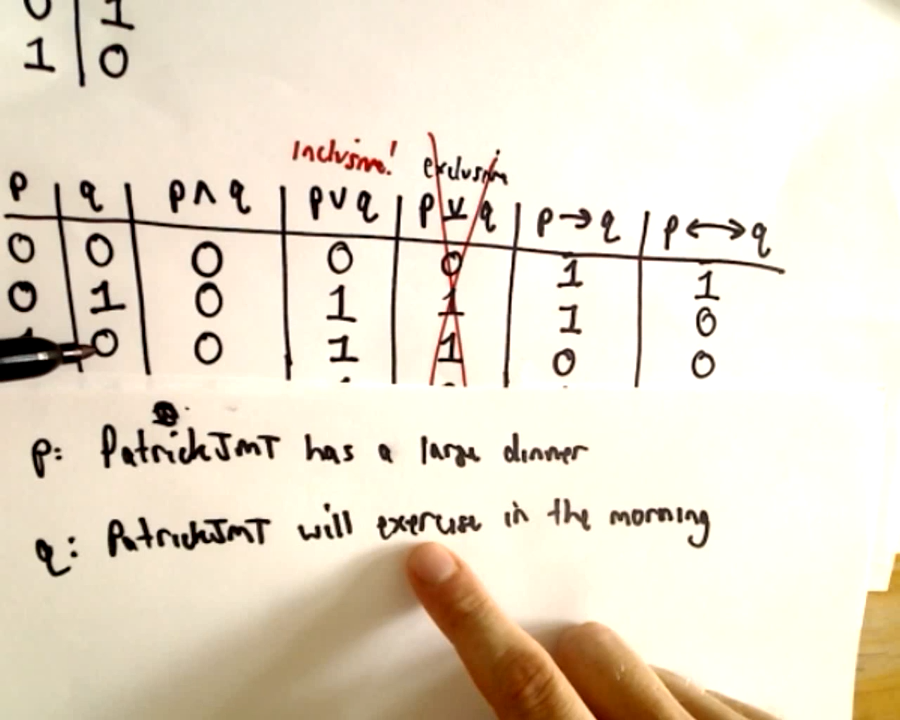 0 1
1 0
Inclusive! exclusive
p q p∧q p∨q p⊻q p→q p↔q
0 0 0 0 0 1 1
0 1 0 1 1 1 0
1 0 0 1 1 0 0
p: PatrickJMT has a large dinner
q: PatrickJMT will exercise in the morning